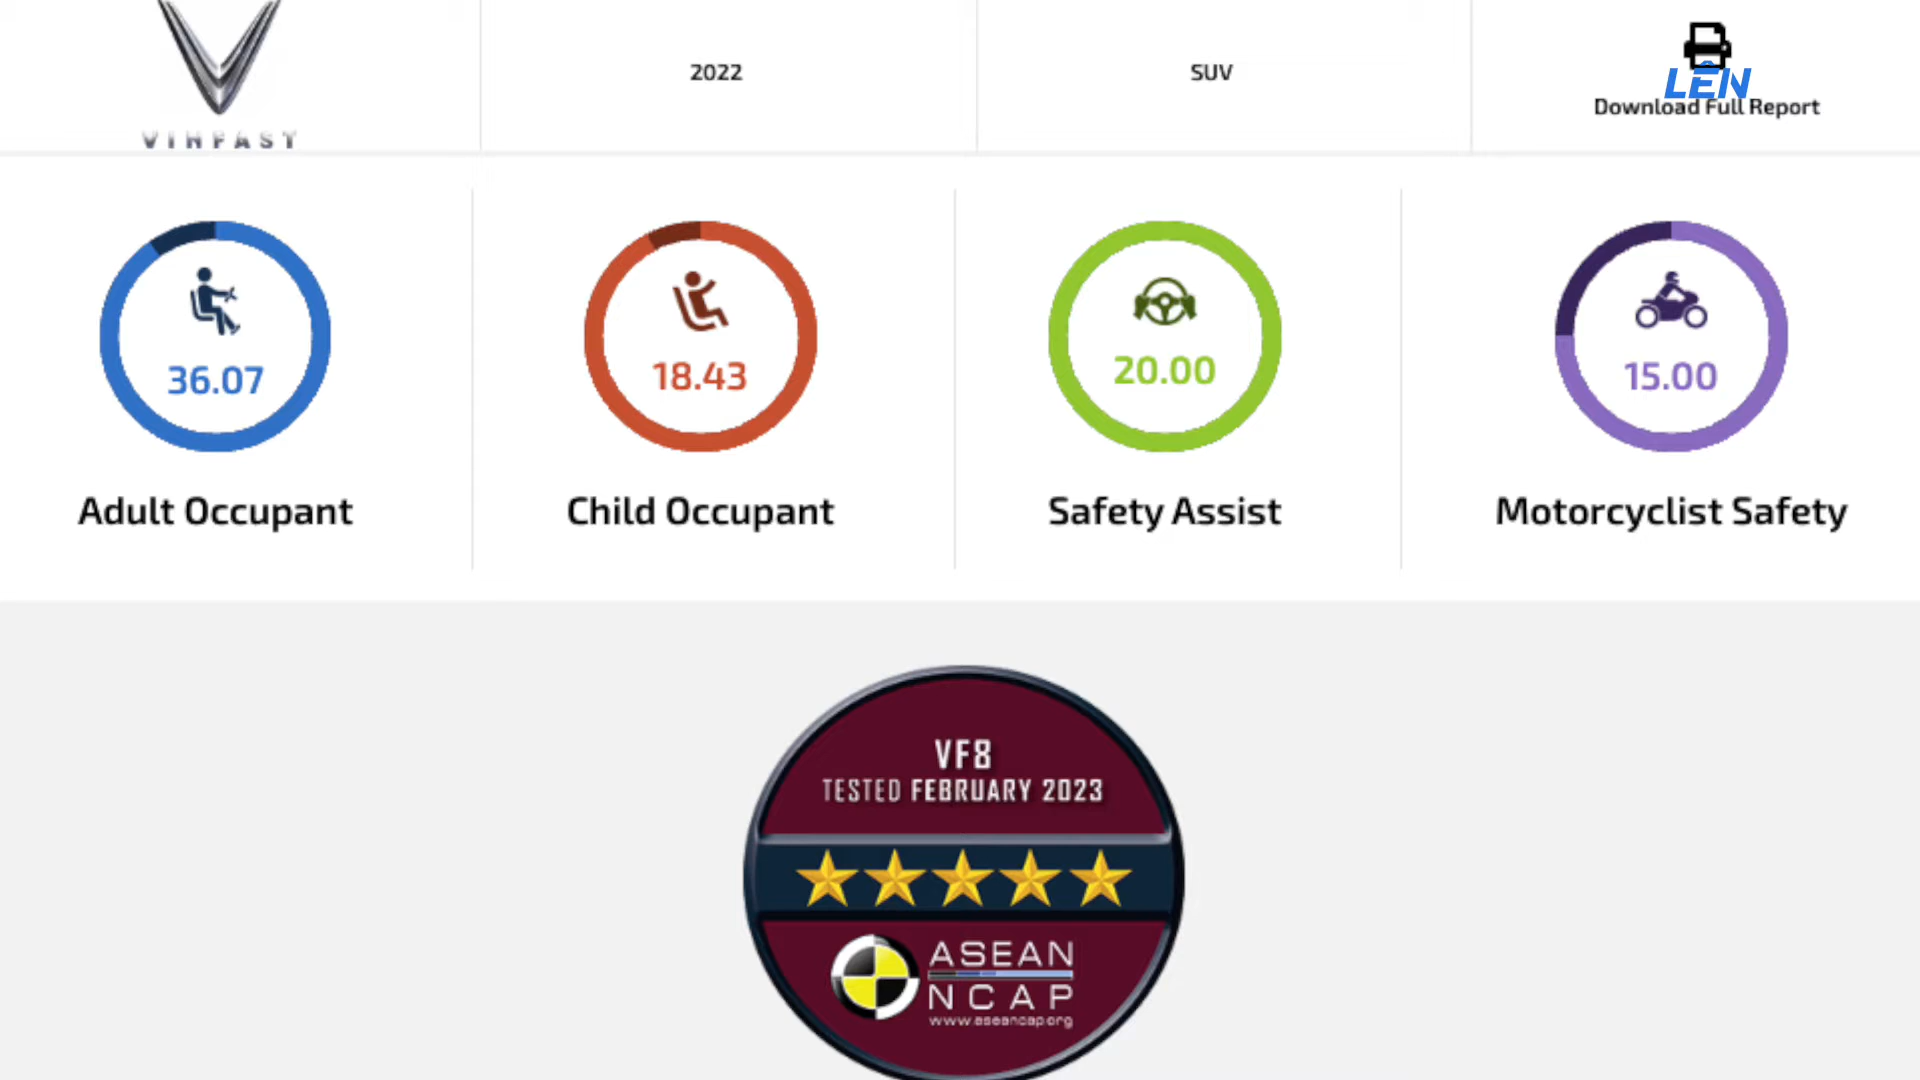 VINFAST
2022
SUV
LÊN
Download Full Report
36.07
18.43
20.00
15.00
Adult Occupant
Child Occupant
Safety Assist
Motorcyclist Safety
VF8
TESTED FEBRUARY 2023
ASEAN
NCAP
www.aseancap.org